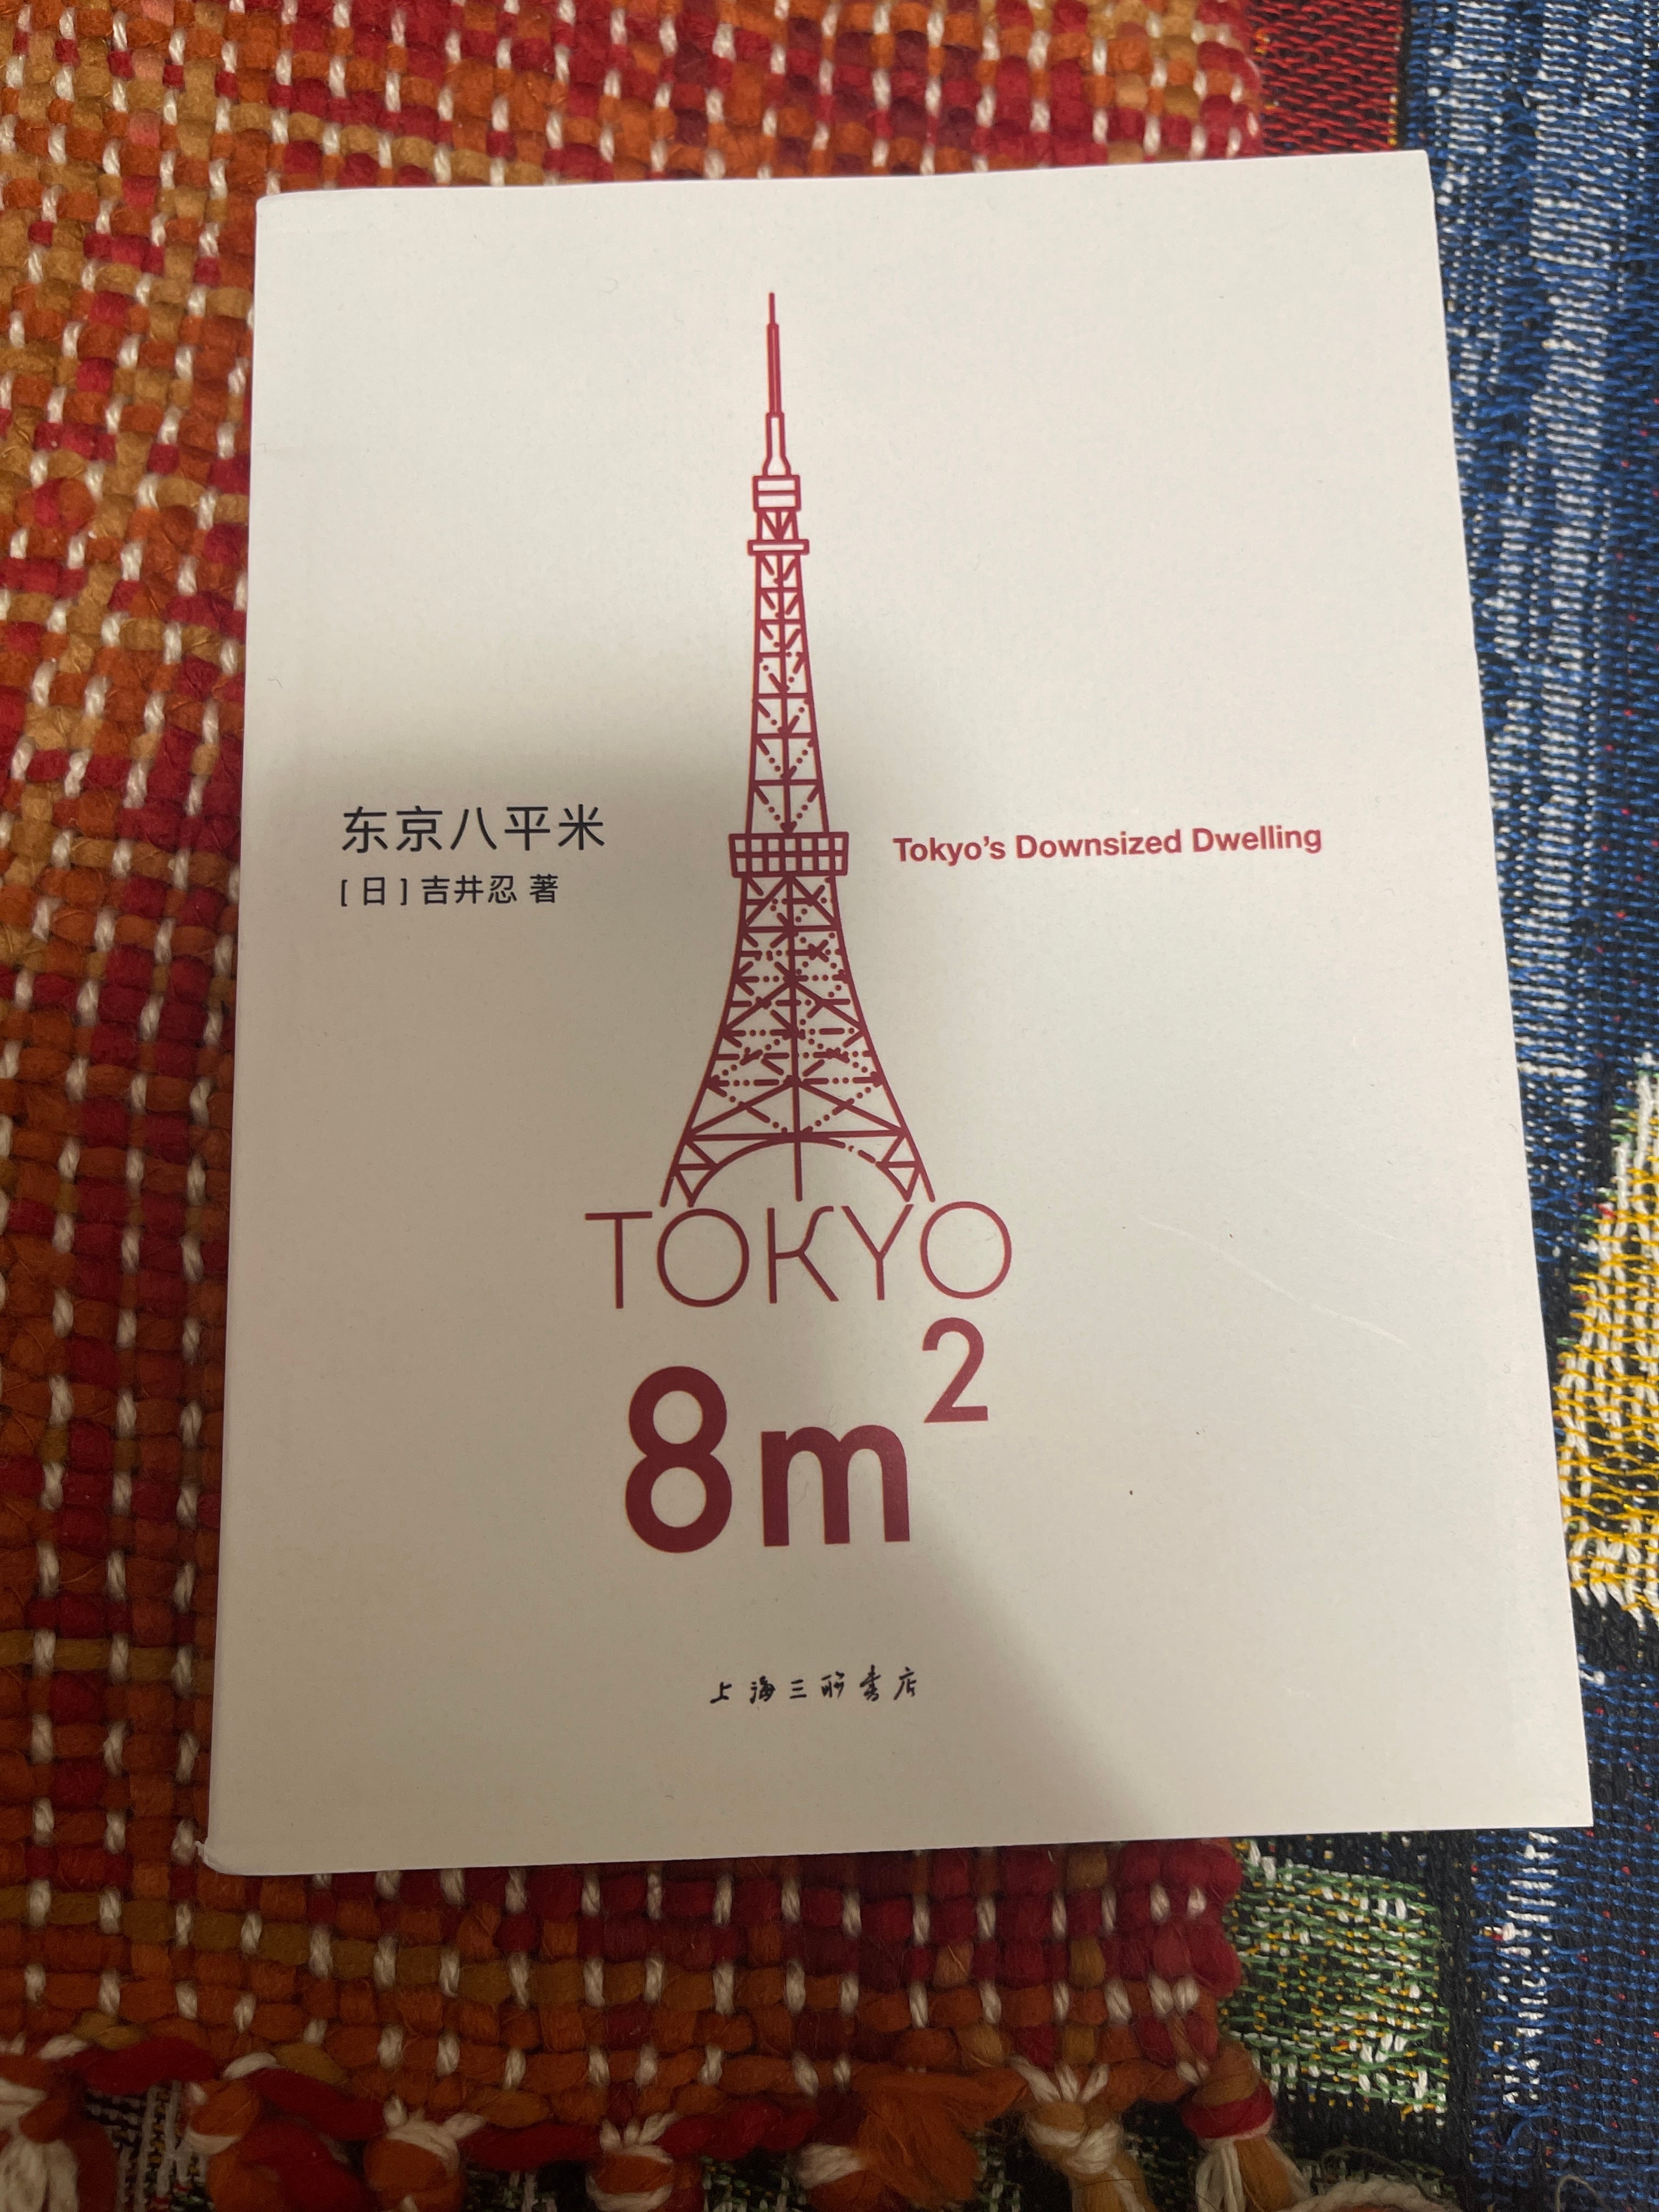 东京八平米
[ 日 ] 吉井忍 著
Tokyo's Downsized Dwelling
TOKYO
8m²
上海三联书店